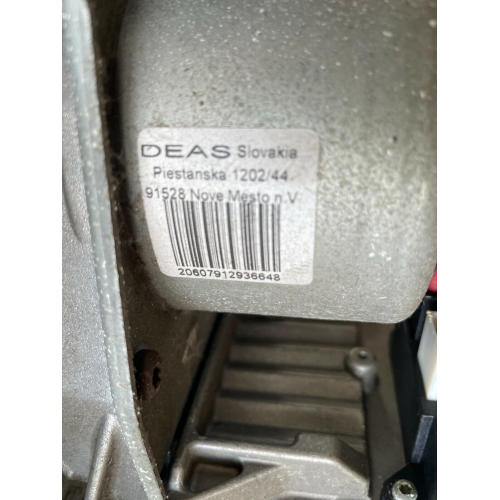 DEAS Slovakia
Piestanska 1202/44
91528 Nove Mesto n.V
20607912936648